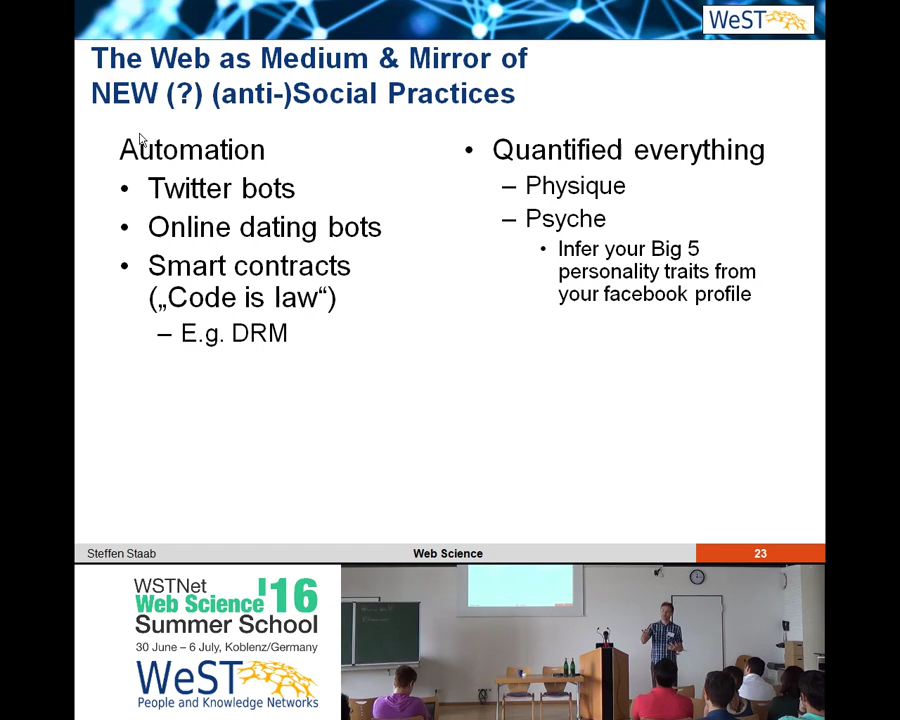 WeST
The Web as Medium & Mirror of
NEW (?) (anti-)Social Practices
Automation
• Twitter bots
• Online dating bots
• Smart contracts
(„Code is law“)
– E.g. DRM
• Quantified everything
– Physique
– Psyche
• Infer your Big 5
personality traits from
your facebook profile
Steffen Staab
Web Science
23
WSTNet
Web Science '16
Summer School
30 June – 6 July, Koblenz/Germany
WeST
People and Knowledge Networks